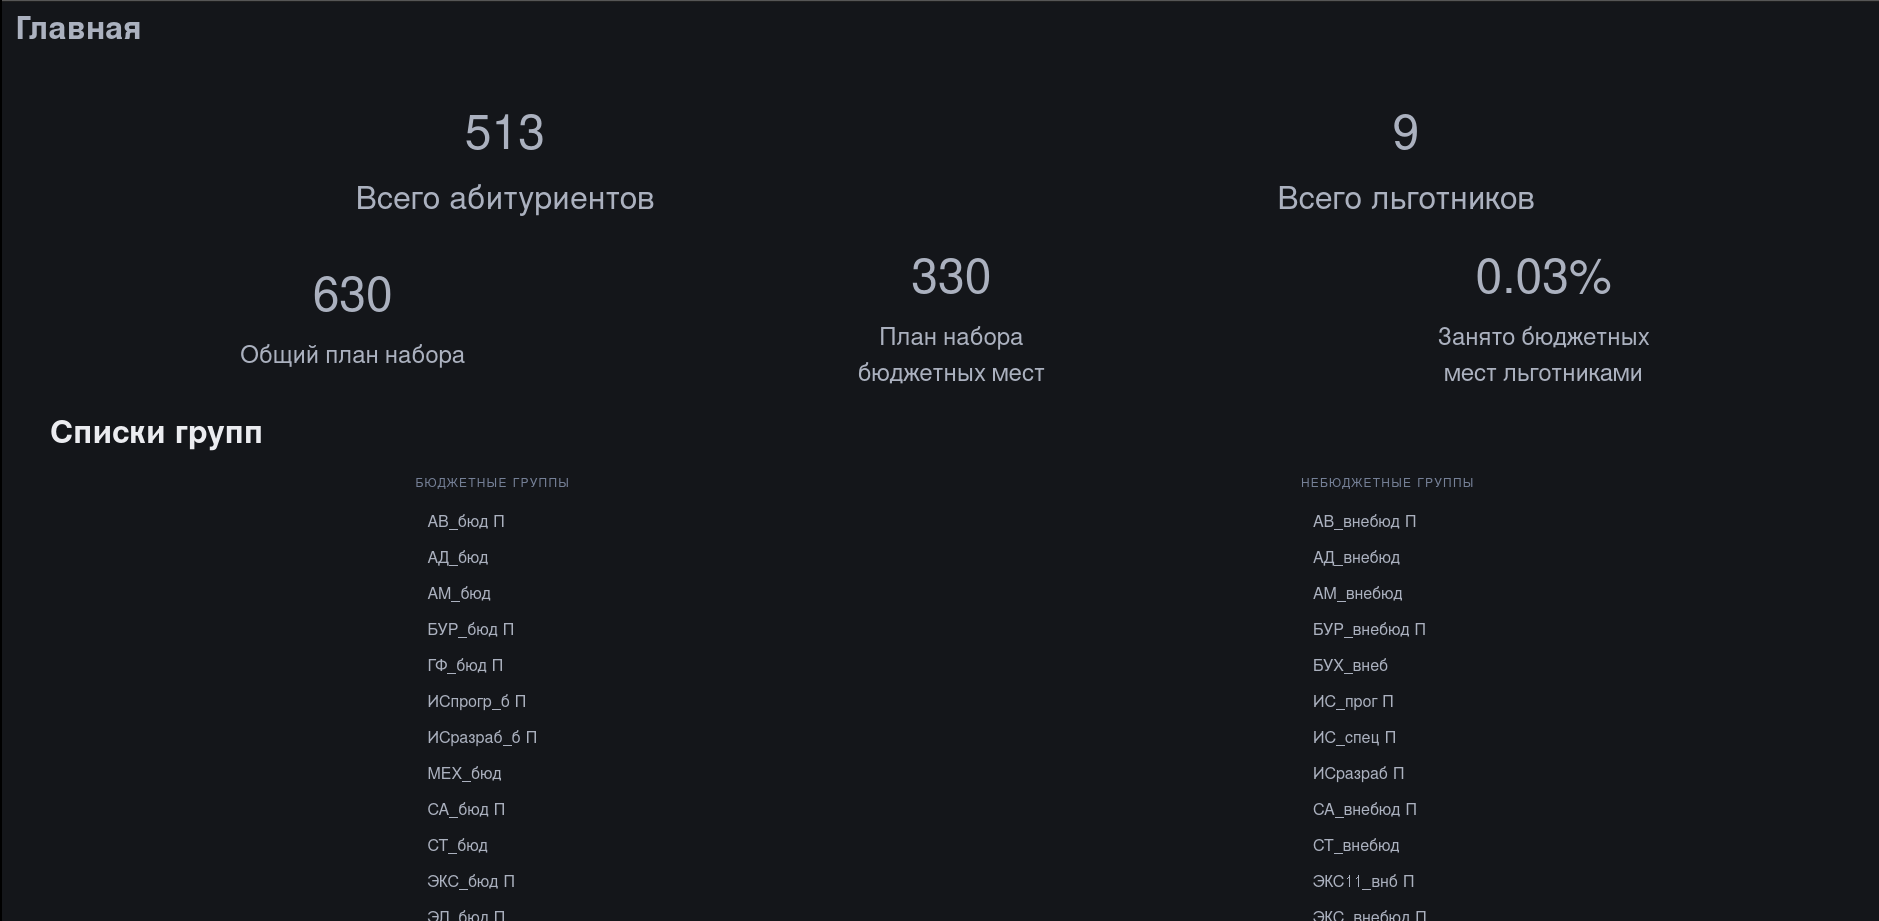 Главная
513
Всего абитуриентов
9
Всего льготников
630
Общий план набора
330
План набора
бюджетных мест
0.03%
Занято бюджетных
мест льготниками
Списки групп
БЮДЖЕТНЫЕ ГРУППЫ
АВ_бюд П
АД_бюд
АМ_бюд
БУР_бюд П
ГФ_бюд П
ИСпрогр_б П
ИСразраб_б П
МЕХ_бюд
СА_бюд П
СТ_бюд
ЭКС_бюд П
ЭЛ_бюд П
НЕБЮДЖЕТНЫЕ ГРУППЫ
АВ_внебюд П
АД_внебюд
АМ_внебюд
БУР_внебюд П
БУХ_внеб
ИС_прог П
ИС_спец П
ИСразраб П
СА_внебюд П
СТ_внебюд
ЭКС11_внб П
ЭКС_внебюд П